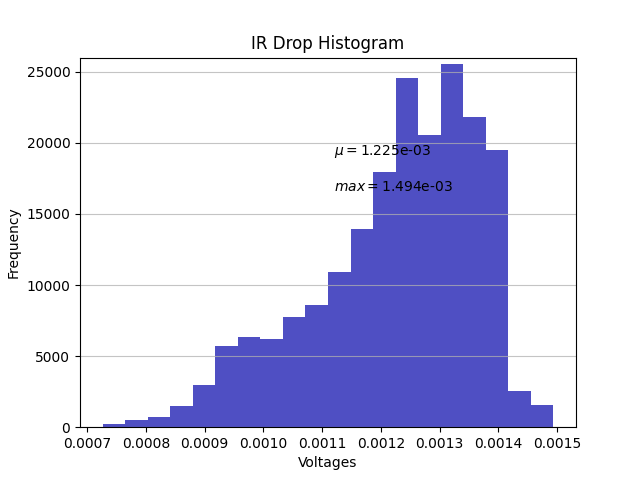 IR Drop Histogram
25000
20000
15000
10000
5000
0
Frequency
μ = 1.225e-03
max = 1.494e-03
0.0007 0.0008 0.0009 0.0010 0.0011 0.0012 0.0013 0.0014 0.0015
Voltages